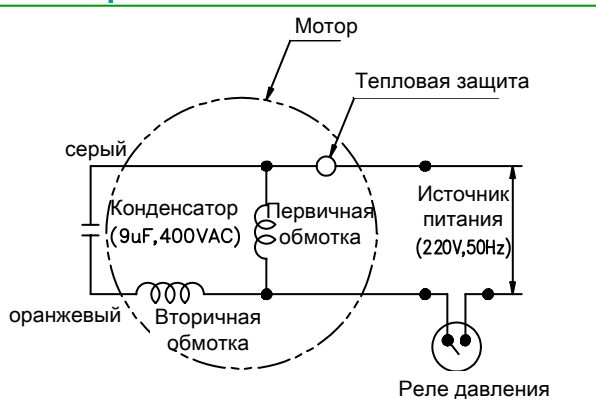 Мотор
Тепловая защита
серый
Конденсатор
(9uF,400VAC)
Первичная
обмотка
Источник
питания
(220V,50Hz)
оранжевый
Вторичная
обмотка
Реле давления